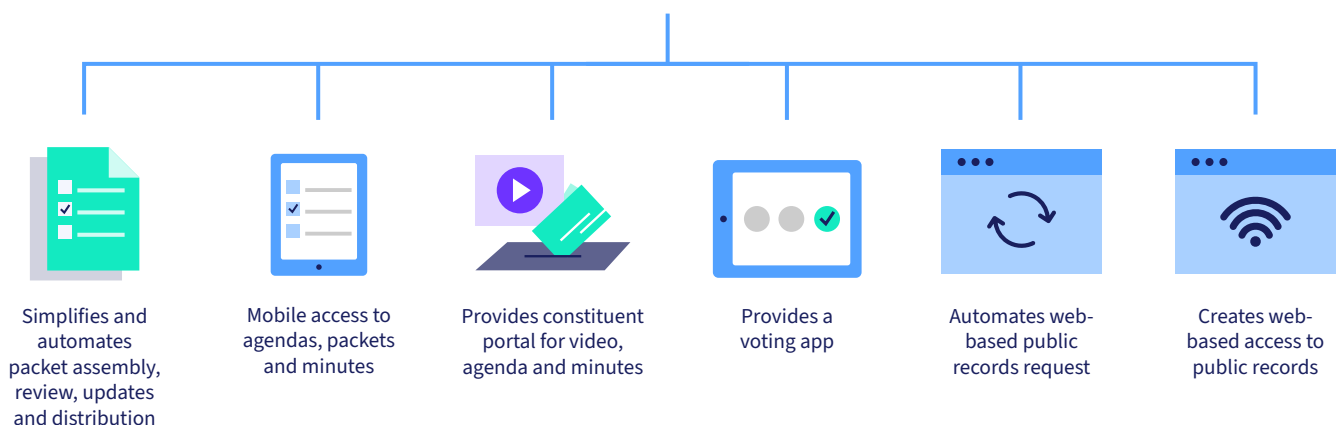 Simplifies and
automates
packet assembly,
review, updates
and distribution
Mobile access to
agendas, packets
and minutes
Provides constituent
portal for video,
agenda and minutes
Provides a
voting app
Automates web-
based public
records request
Creates web-
based access to
public records